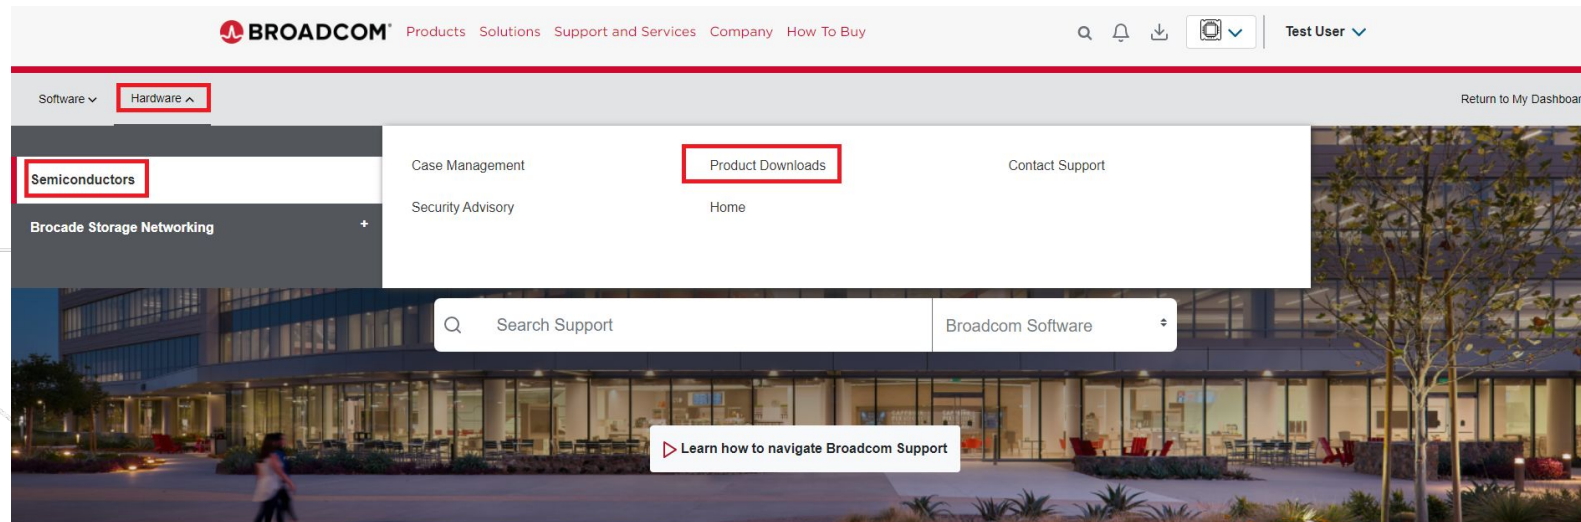 BROADCOM Products Solutions Support and Services Company How To Buy Test User
Software Hardware Return to My Dashboar
Semiconductors
Brocade Storage Networking +
Case Management Product Downloads Contact Support
Security Advisory Home
Search Support Broadcom Software
Learn how to navigate Broadcom Support